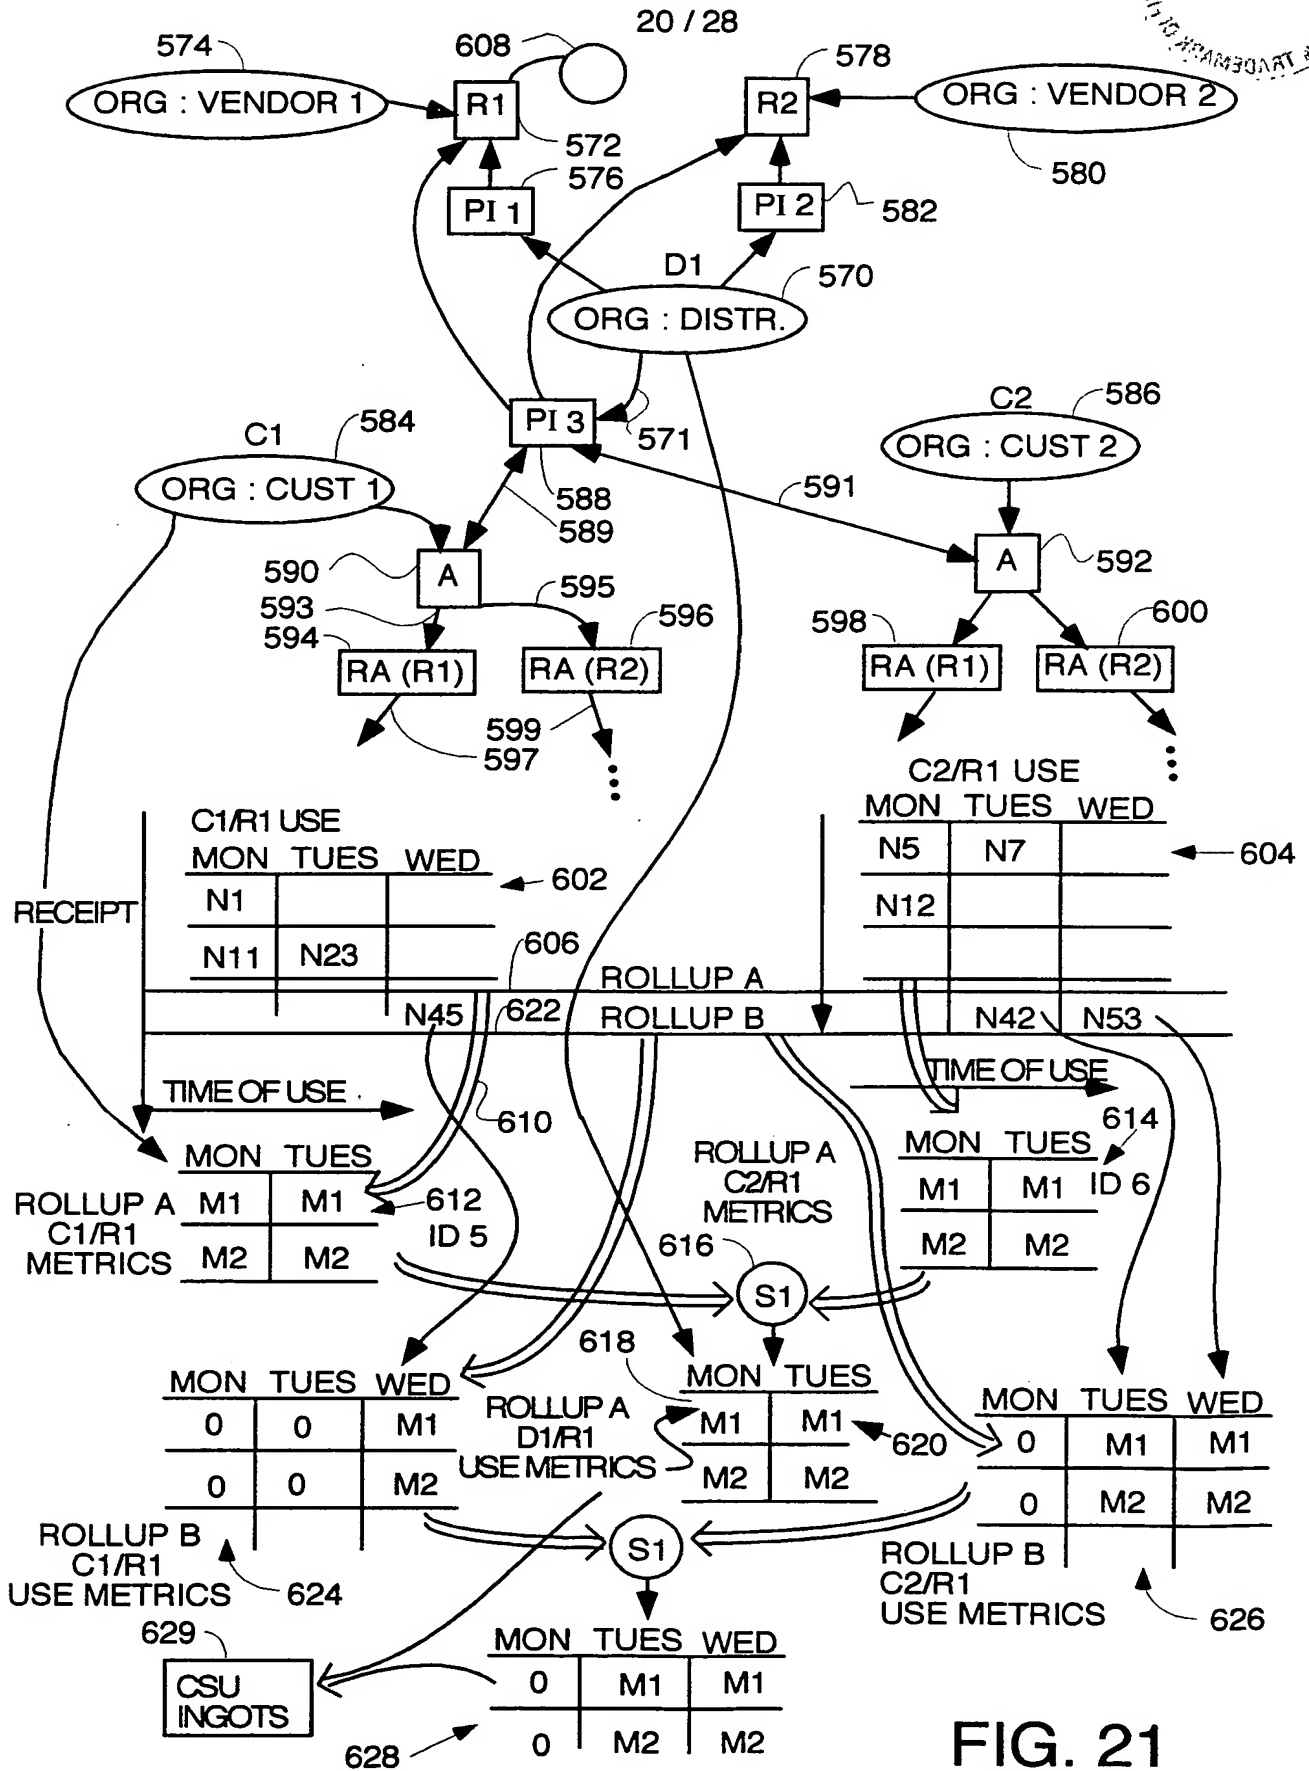 20 / 28
574
608
578
& TRADEMARK OF
ORG : VENDOR 1
R1
R2
ORG : VENDOR 2
572
576
580
PI 1
PI 2
582
D1
570
ORG : DISTR.
C2
586
C1
584
PI 3
571
ORG : CUST 2
ORG : CUST 1
588
591
589
590
A
595
A
592
593
594
596
598
600
RA (R1)
RA (R2)
RA (R1)
RA (R2)
599
597
C2/R1 USE
MON TUES WED
C1/R1 USE
N5 N7
604
MON TUES WED
602
RECEIPT
N1
N12
N11 N23
606
ROLLUP A
N45
622
ROLLUP B
N42
N53
TIME OF USE
TIME OF USE
610
614
MON TUES
ROLLUP A
C2/R1
METRICS
MON TUES
ROLLUP A
C1/R1
METRICS
M1 M1
612
ID 5
M1 M1
ID 6
M2 M2
M2 M2
616
S1
618
MON TUES WED
MON TUES
MON TUES WED
0 0 M1
ROLLUP A
D1/R1
USE METRICS
M1 M1
620
0 M1 M1
0 0 M2
M2 M2
0 M2 M2
ROLLUP B
C1/R1
USE METRICS
624
S1
ROLLUP B
C2/R1
USE METRICS
626
629
MON TUES WED
CSU
INGOTS
0 M1 M1
628
0 M2 M2
FIG. 21